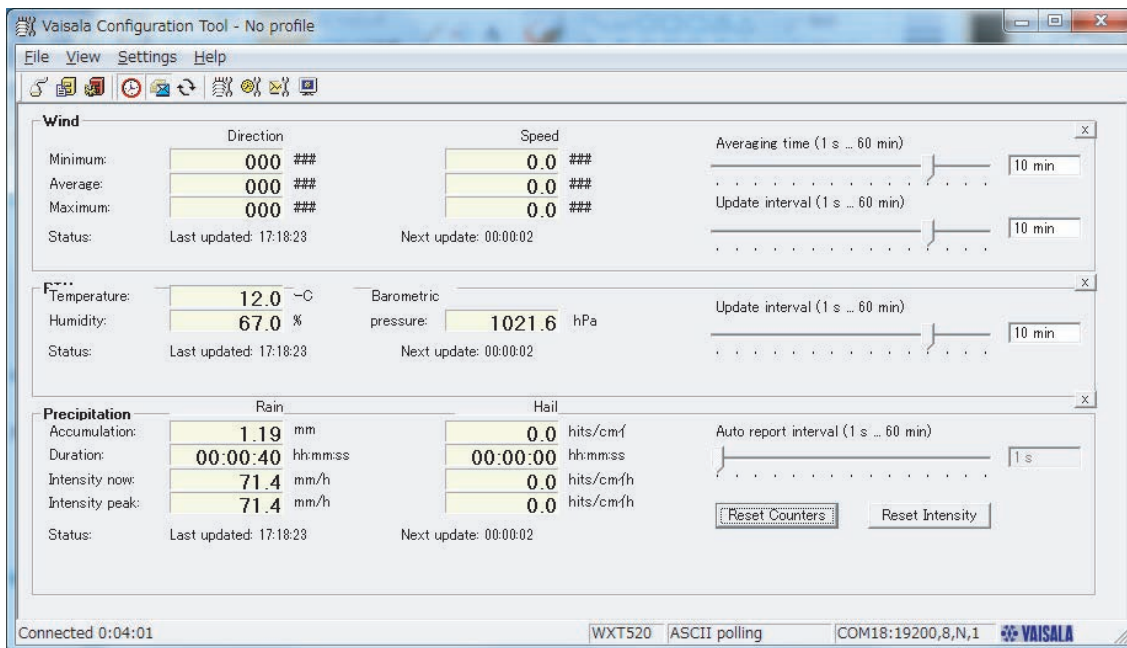 Vaisala Configuration Tool - No profile
File View Settings Help
Wind
Direction Speed
Minimum: 000 ### 0.0 ###
Average: 000 ### 0.0 ###
Maximum: 000 ### 0.0 ###
Status: Last updated: 17:18:23 Next update: 00:00:02
Averaging time (1 s ... 60 min)
10 min
Update interval (1 s ... 60 min)
10 min
Temperature: 12.0 -C Barometric
Humidity: 67.0 % pressure: 1021.6 hPa
Status: Last updated: 17:18:23 Next update: 00:00:02
Update interval (1 s ... 60 min)
10 min
Precipitation
Rain Hail
Accumulation: 1.19 mm 0.0 hits/cm
Duration: 00:00:40 hh:mm:ss 00:00:00 hh:mm:ss
Intensity now: 71.4 mm/h 0.0 hits/cm h
Intensity peak: 71.4 mm/h 0.0 hits/cm h
Status: Last updated: 17:18:23 Next update: 00:00:02
Auto report interval (1 s ... 60 min)
1 s
Reset Counters Reset Intensity
Connected 0:04:01 WXT520 ASCII polling COM18:19200,8,N,1 VAISALA